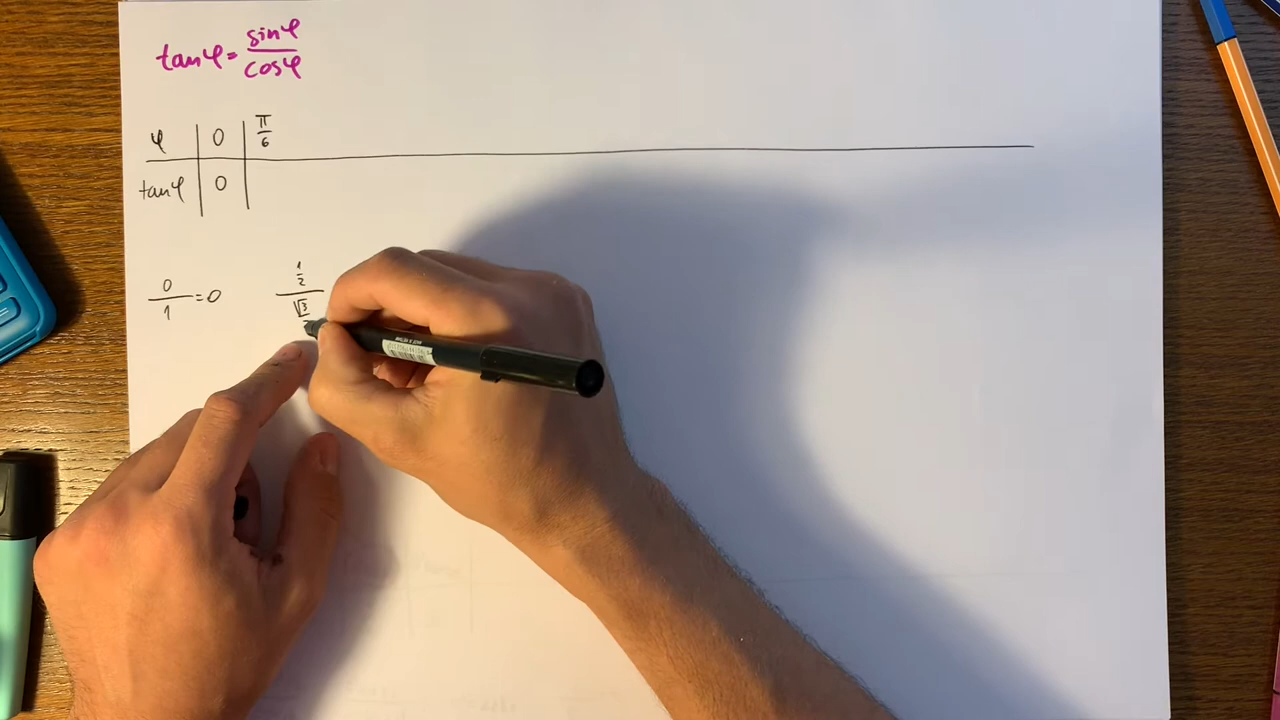 tanφ = sinφ/cosφ
φ | 0 | π/6
tanφ | 0 |
0/1 = 0
1/2 / √3